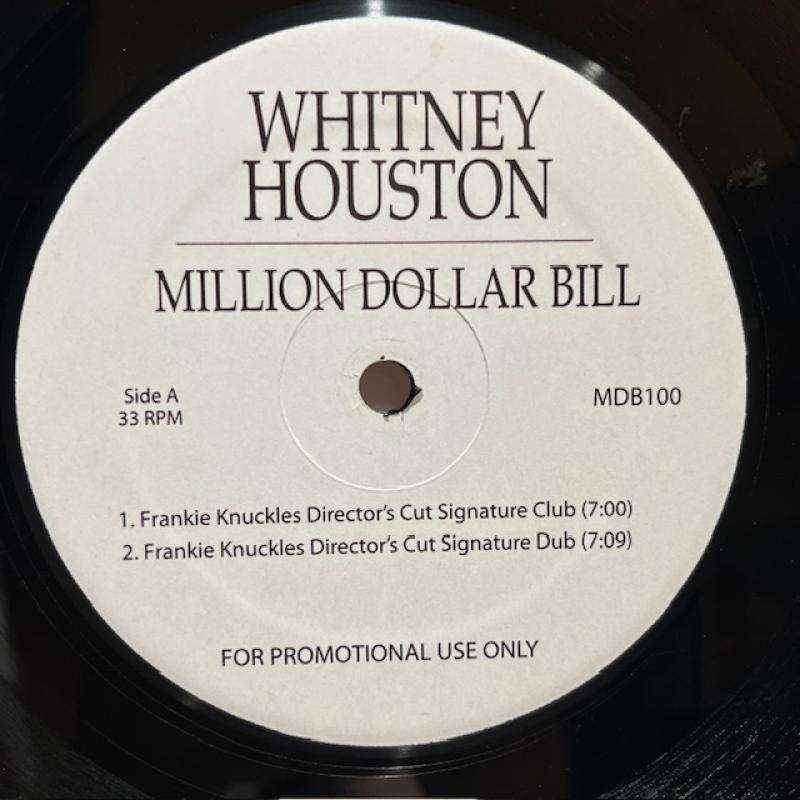 WHITNEY
HOUSTON
MILLION DOLLAR BILL
Side A
33 RPM
MDB100
1. Frankie Knuckles Director's Cut Signature Club (7:00)
2. Frankie Knuckles Director's Cut Signature Dub (7:09)
FOR PROMOTIONAL USE ONLY